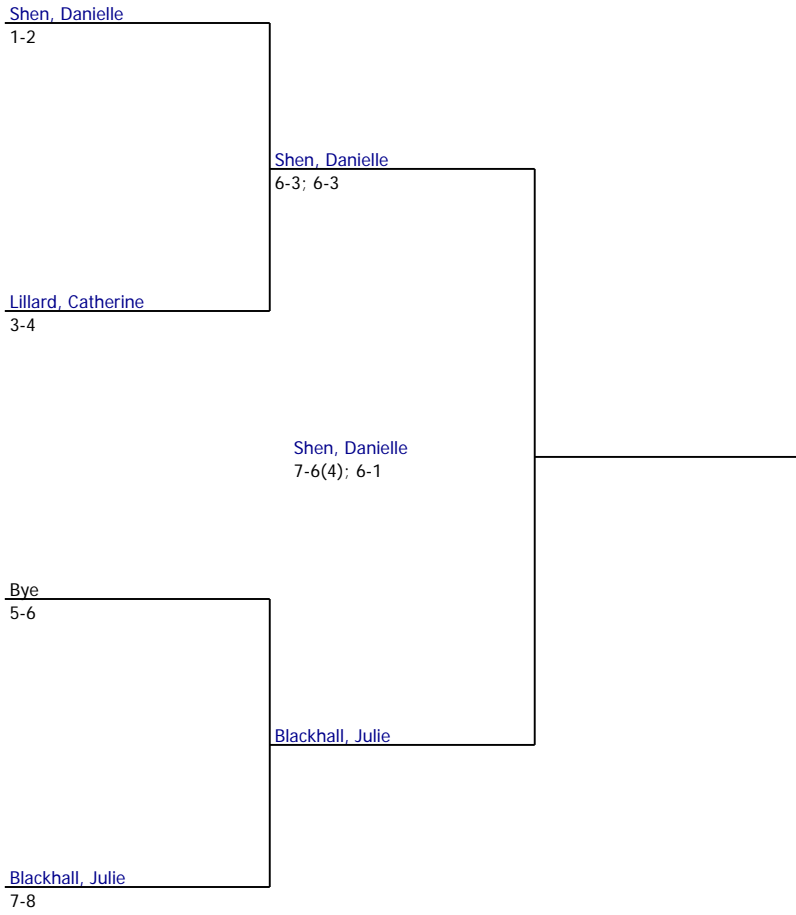 Shen, Danielle
1-2
Shen, Danielle
6-3; 6-3
Lillard, Catherine
3-4
Shen, Danielle
7-6(4); 6-1
Bye
5-6
Blackhall, Julie
Blackhall, Julie
7-8